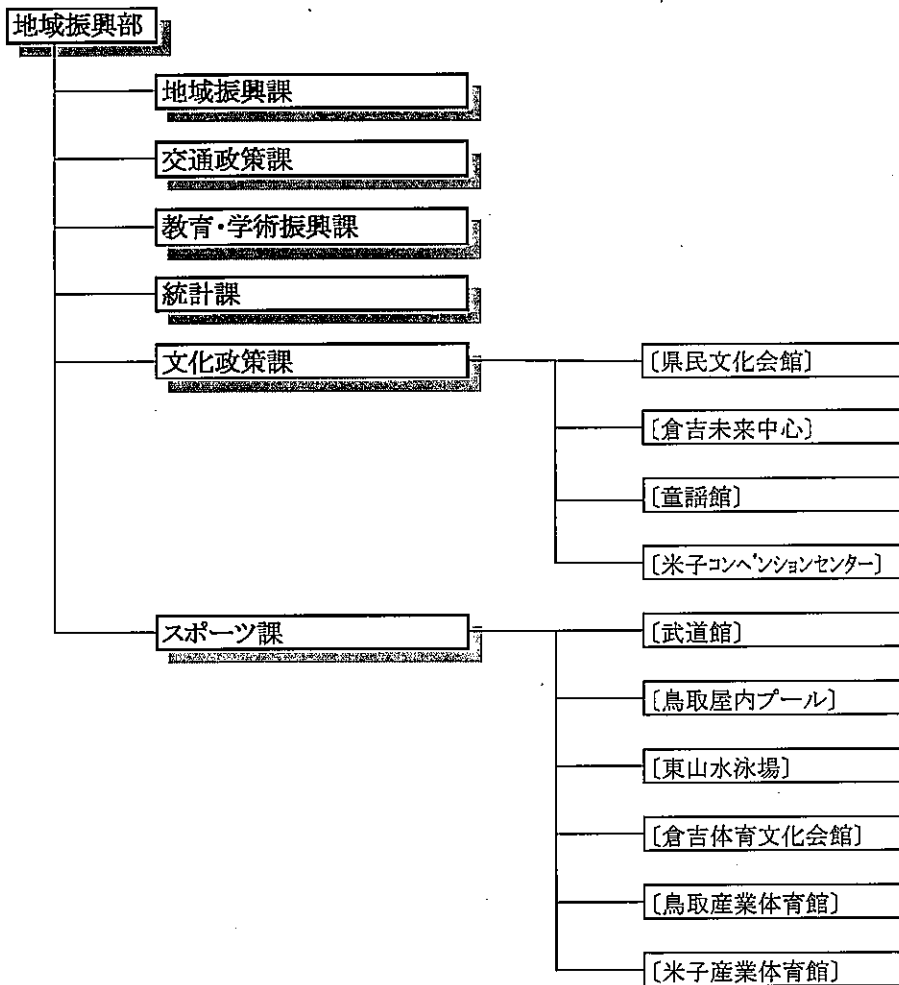 地域振興部
地域振興課
交通政策課
教育・学術振興課
統計課
文化政策課
〔県民文化会館〕
〔倉吉未来中心〕
〔童謡館〕
〔米子コンベンションセンター〕
スポーツ課
〔武道館〕
〔鳥取屋内プール〕
〔東山水泳場〕
〔倉吉体育文化会館〕
〔鳥取産業体育館〕
〔米子産業体育館〕